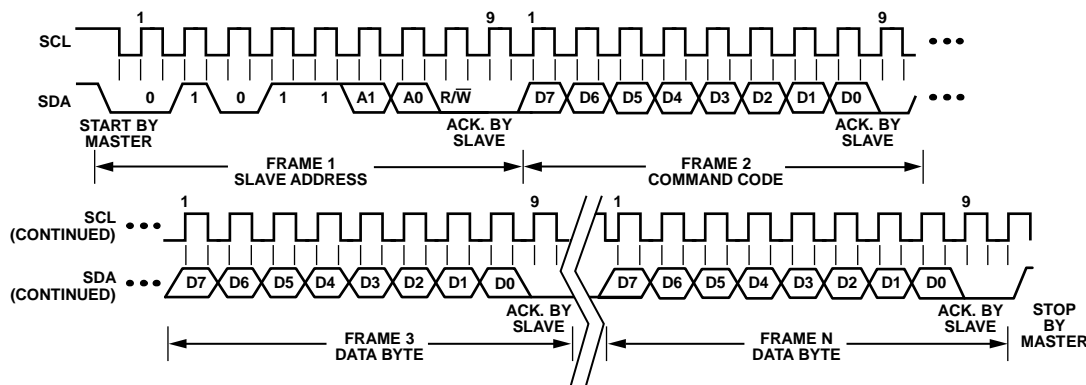 1 9 1 9
SCL
SDA
0 1 0 1 1 A1 A0 R/W̅ D7 D6 D5 D4 D3 D2 D1 D0
START BY
MASTER
ACK. BY
SLAVE
ACK. BY
SLAVE
FRAME 1
SLAVE ADDRESS
FRAME 2
COMMAND CODE
1 9 1 9
SCL
(CONTINUED)
SDA
(CONTINUED)
D7 D6 D5 D4 D3 D2 D1 D0 D7 D6 D5 D4 D3 D2 D1 D0
ACK. BY
SLAVE
ACK. BY
SLAVE
STOP
BY
MASTER
FRAME 3
DATA BYTE
FRAME N
DATA BYTE